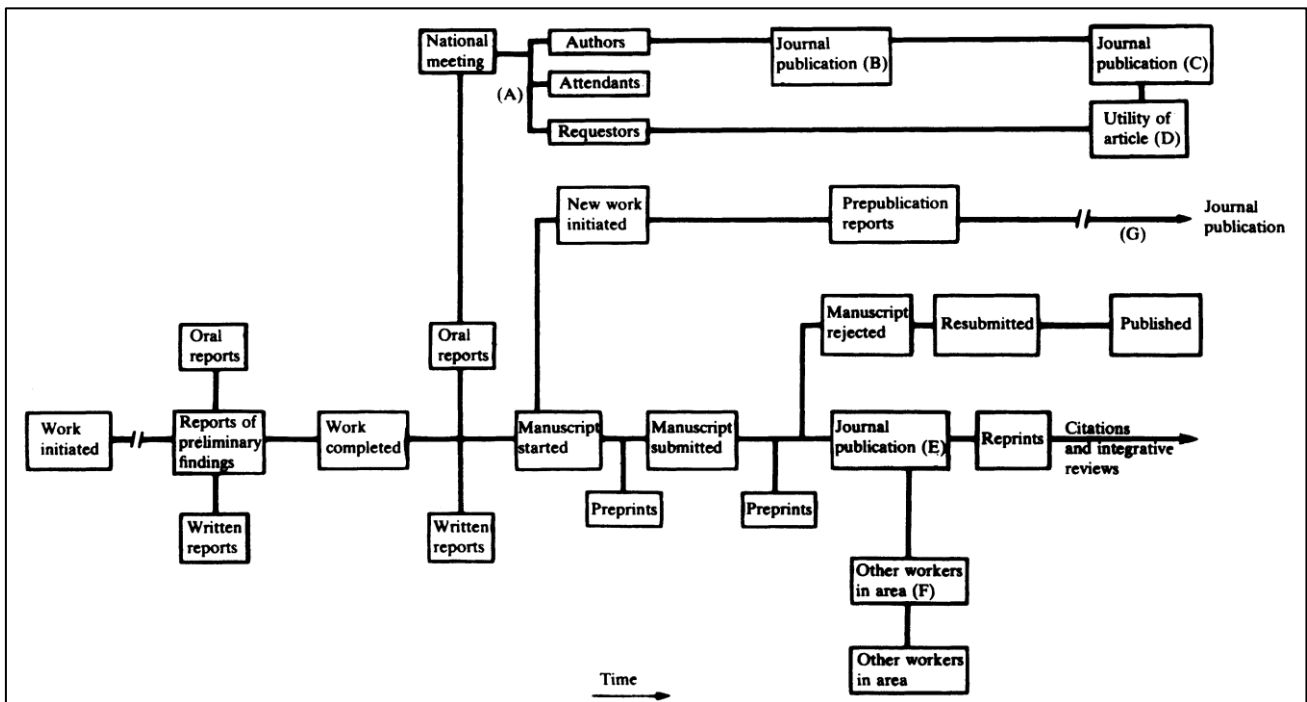 National
meeting
Authors
Journal
publication (B)
Journal
publication (C)
(A)
Attendants
Requestors
Utility of
article (D)
New work
initiated
Prepublication
reports
(G)
Journal
publication
Manuscript
rejected
Resubmitted
Published
Oral
reports
Oral
reports
Work
initiated
Reports of
preliminary
findings
Work
completed
Manuscript
started
Manuscript
submitted
Journal
publication (E)
Reprints
Citations
and integrative
reviews
Written
reports
Written
reports
Preprints
Preprints
Other workers
in area (F)
Other workers
in area
Time